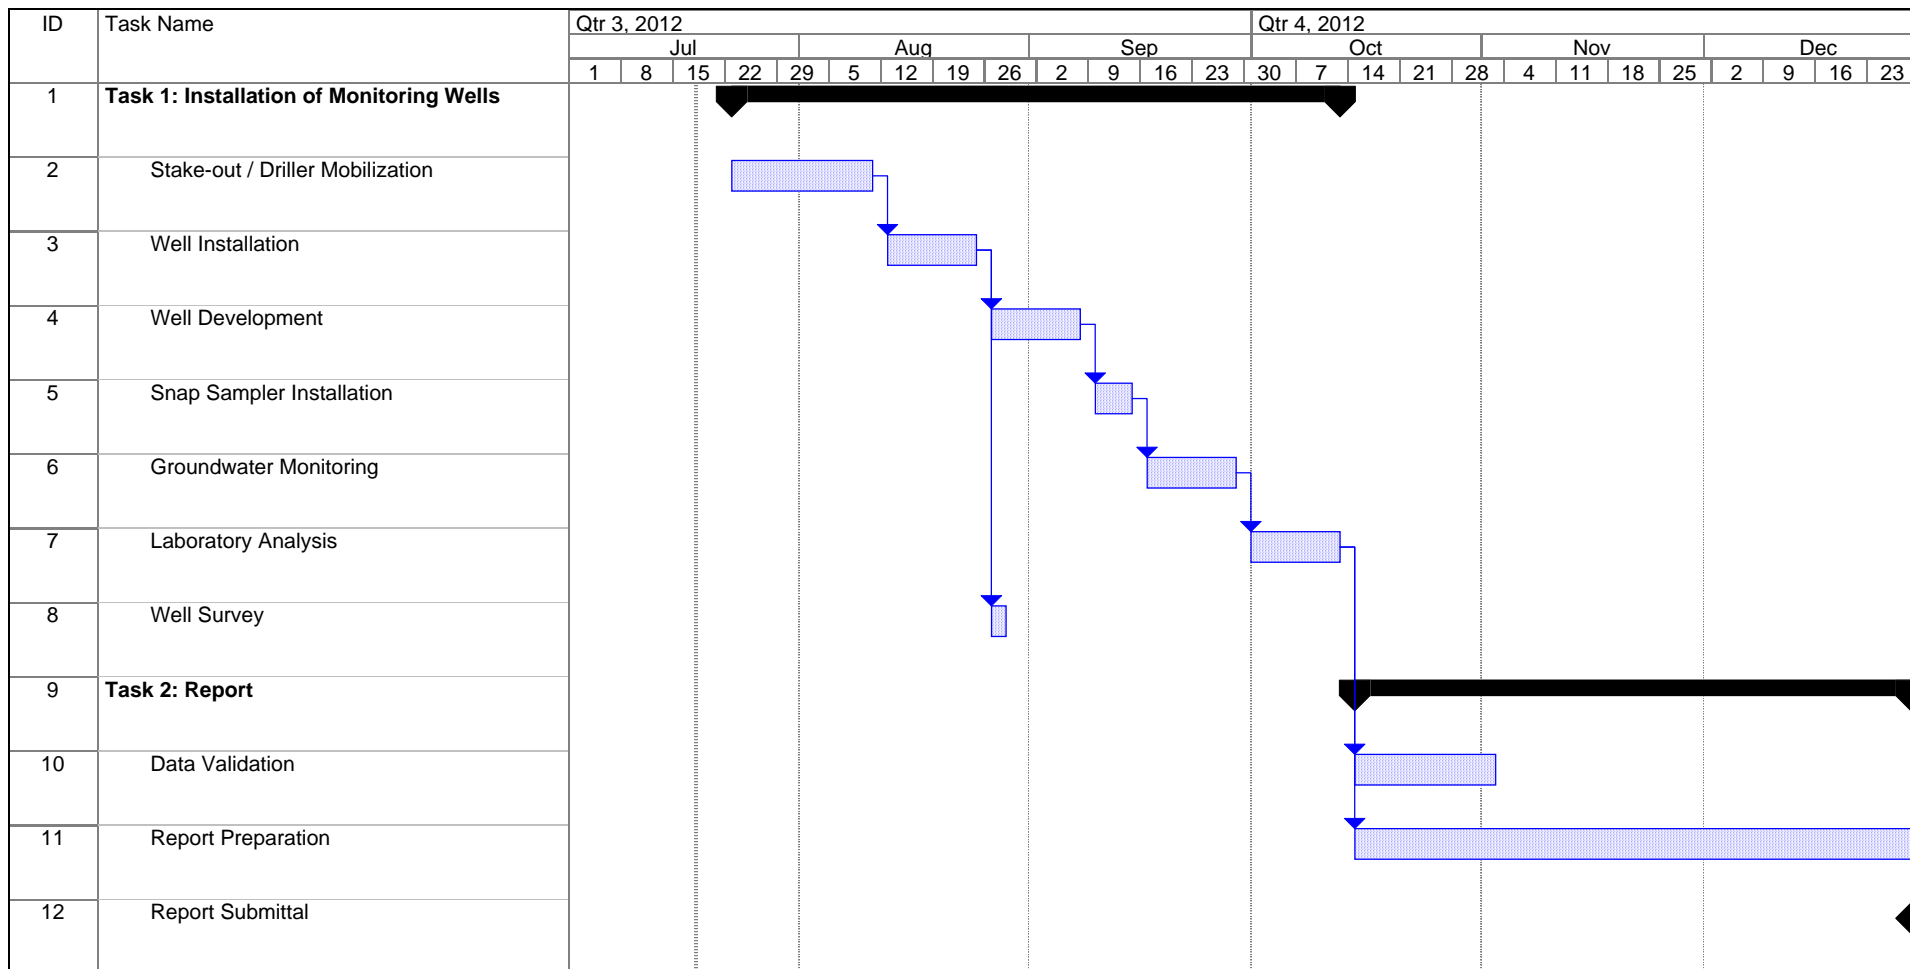 ID Task Name Qtr 3, 2012 Qtr 4, 2012
Jul Aug Sep Oct Nov Dec
1 8 15 22 29 5 12 19 26 2 9 16 23 30 7 14 21 28 4 11 18 25 2 9 16 23
1 Task 1: Installation of Monitoring Wells
2 Stake-out / Driller Mobilization
3 Well Installation
4 Well Development
5 Snap Sampler Installation
6 Groundwater Monitoring
7 Laboratory Analysis
8 Well Survey
9 Task 2: Report
10 Data Validation
11 Report Preparation
12 Report Submittal